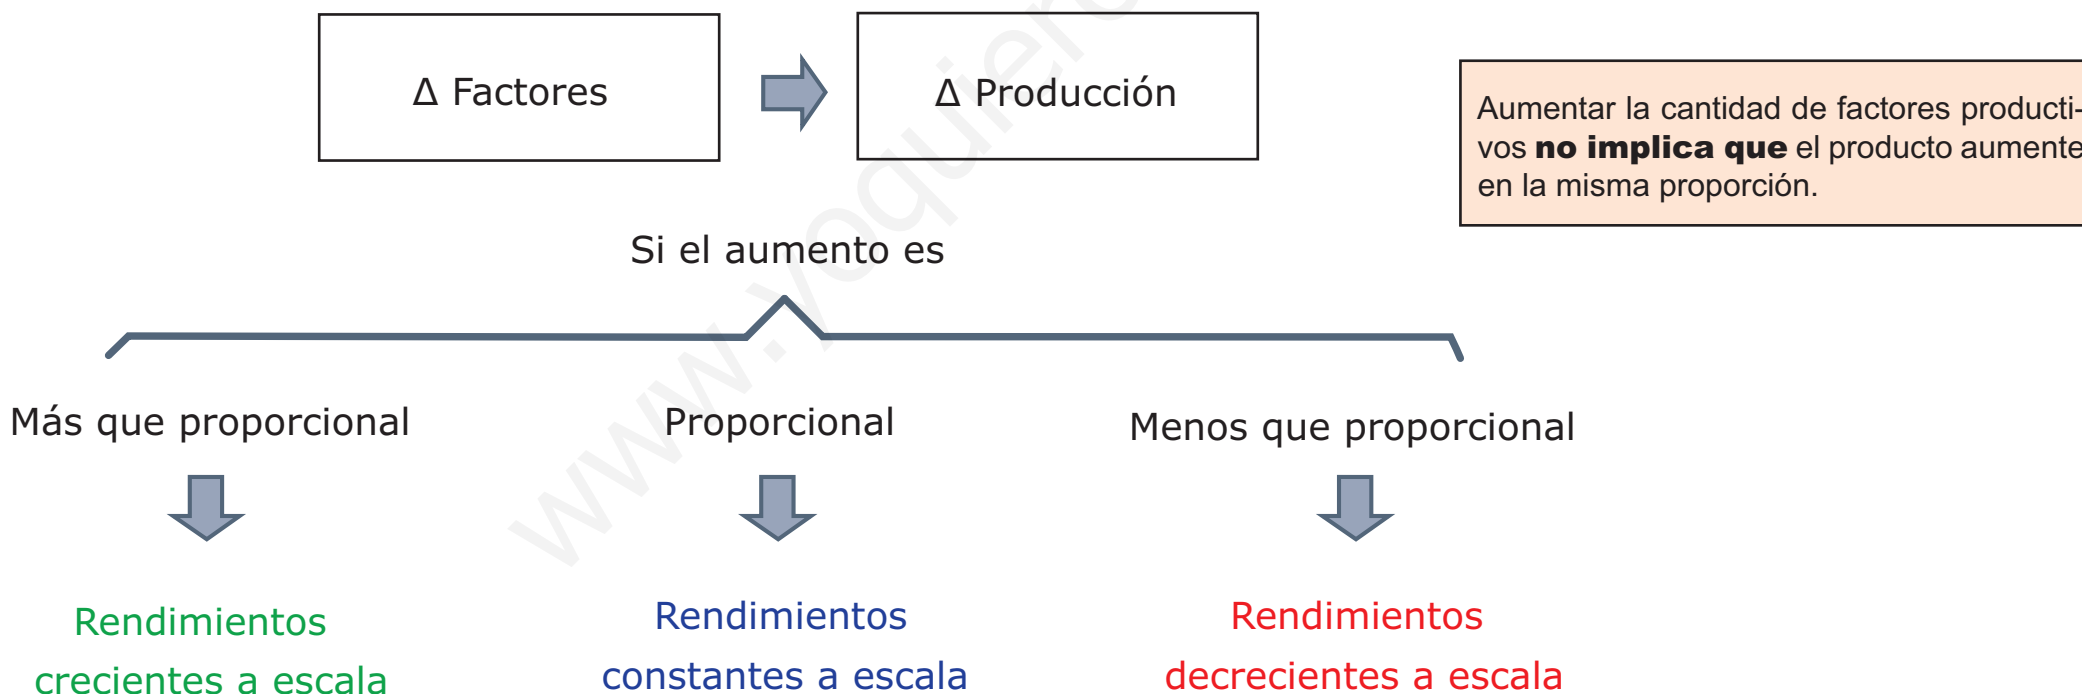 Δ Factores
Δ Producción
Aumentar la cantidad de factores producti-
vos no implica que el producto aumente
en la misma proporción.
Si el aumento es
Más que proporcional
Proporcional
Menos que proporcional
Rendimientos
crecientes a escala
Rendimientos
constantes a escala
Rendimientos
decrecientes a escala
www.yoquiero